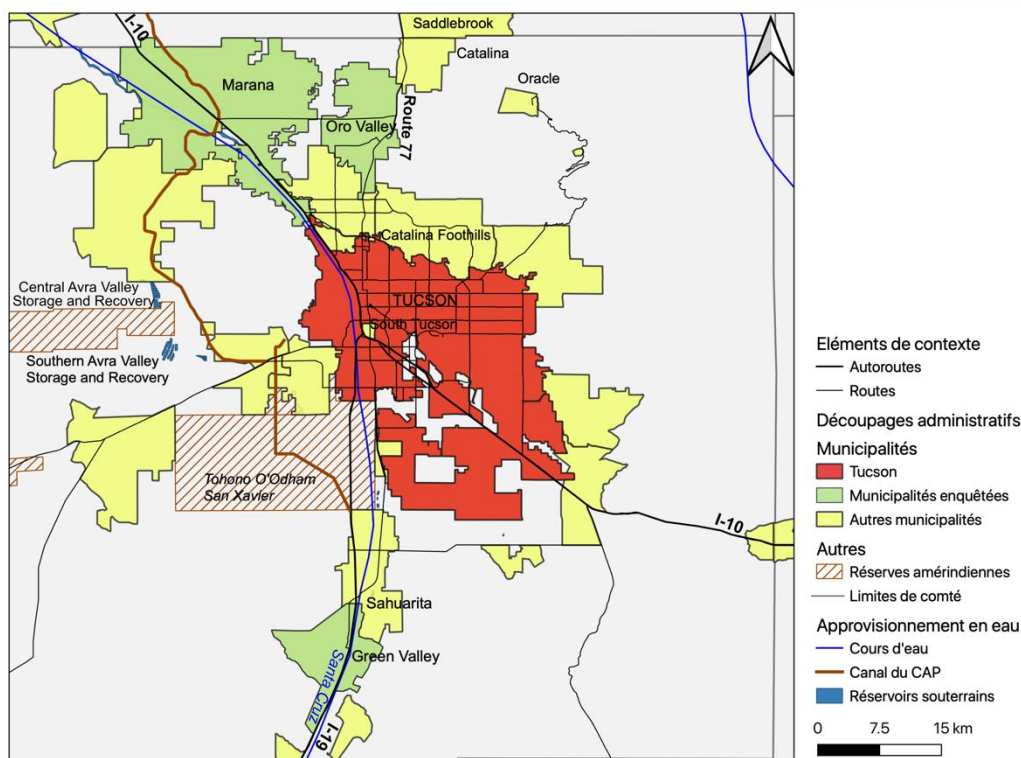 Saddlebrook
I-10
Catalina
Oracle
Marana
Route 77
Oro Valley
Catalina Foothills
Central Avra Valley
Storage and Recovery
TUCSON
South Tucson
Southern Avra Valley
Storage and Recovery
Tohono O'Odham
San Xavier
I-10
Sahuarita
Green Valley
Santa Cruz
I-19
Eléments de contexte
Autoroutes
Routes
Découpages administratifs
Municipalités
Tucson
Municipalités enquêtées
Autres municipalités
Autres
Réserves amérindiennes
Limites de comté
Approvisionnement en eau
Cours d'eau
Canal du CAP
Réservoirs souterrains
0 7.5 15 km